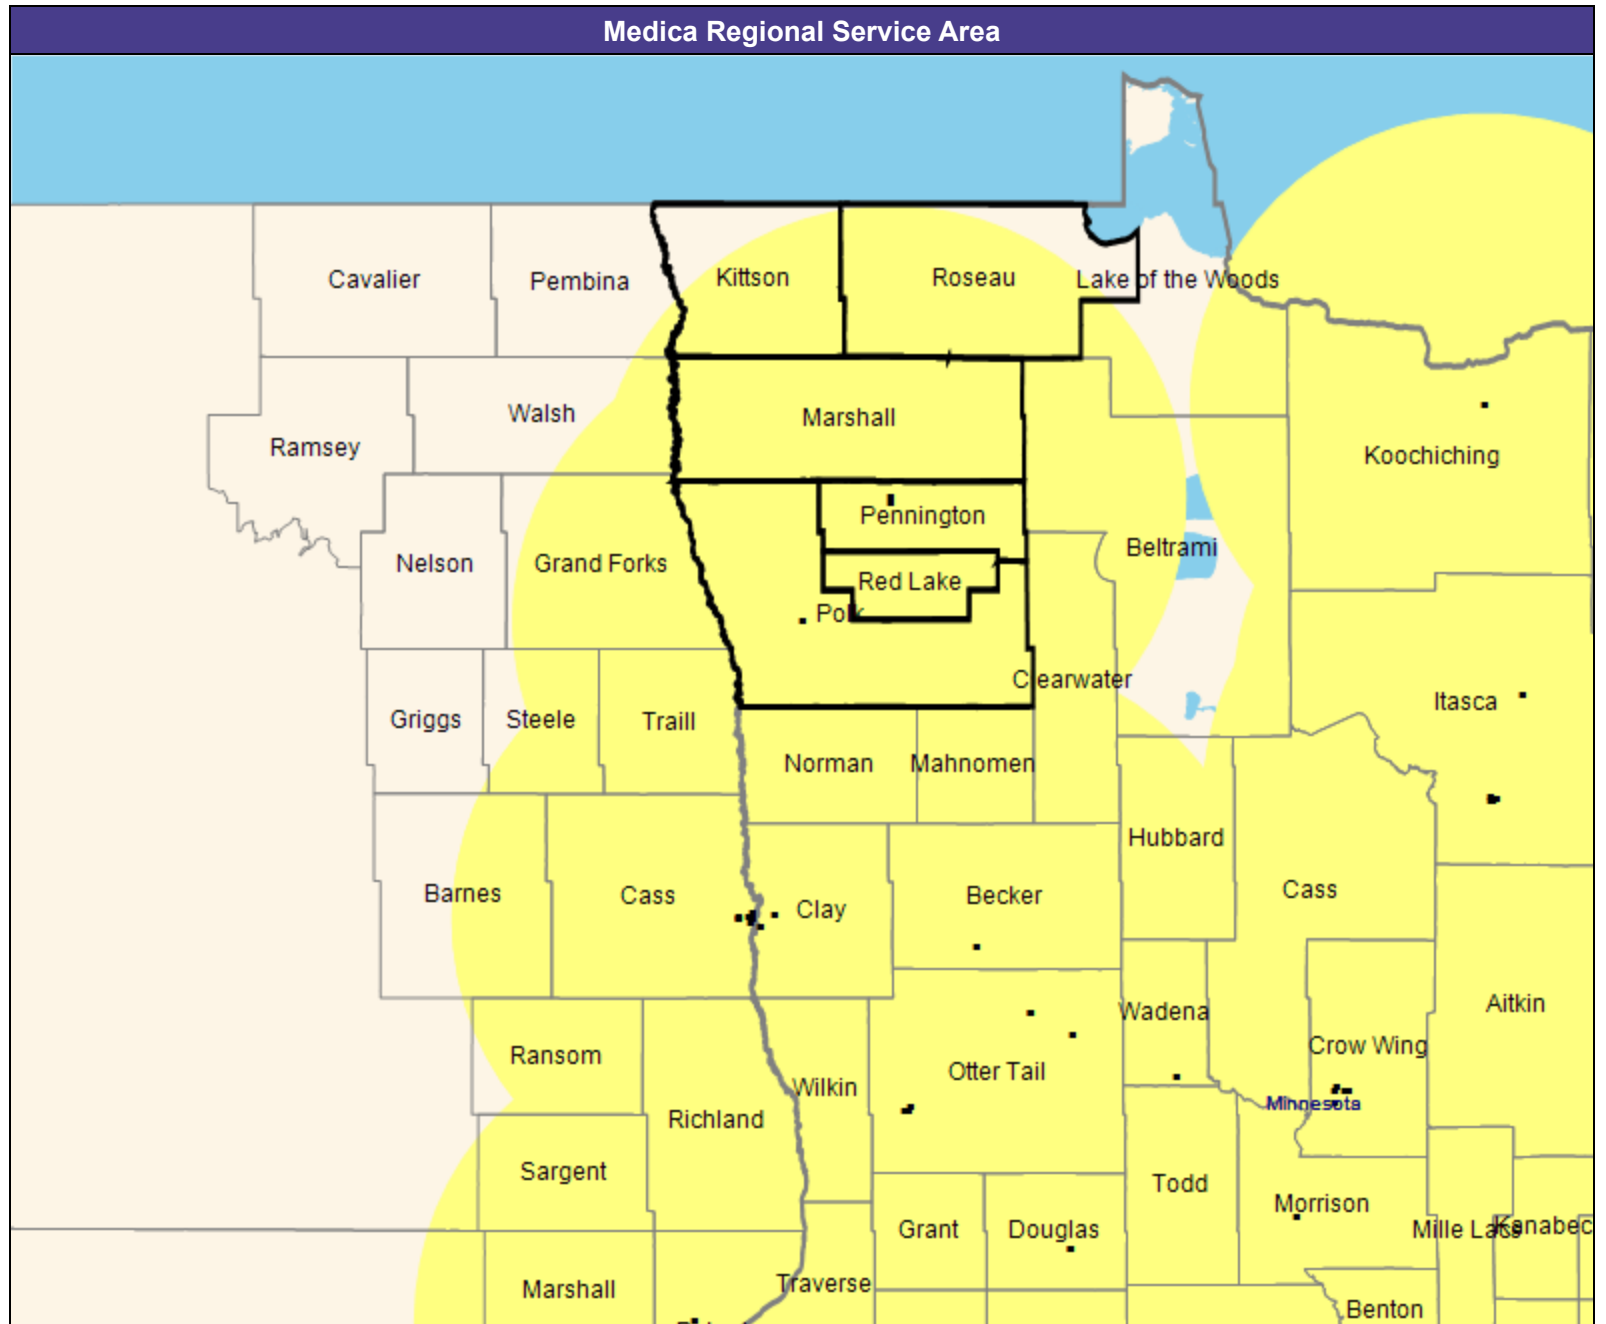 Medica Regional Service Area
Cavalier
Pembina
Kittson
Roseau
Lake of the Woods
Walsh
Marshall
Ramsey
Koochiching
Pennington
Nelson
Grand Forks
Beltrami
Red Lake
Polk
Clearwater
Itasca
Griggs
Steele
Traill
Norman
Mahnomen
Hubbard
Barnes
Cass
Clay
Becker
Cass
Aitkin
Wadena
Crow Wing
Ransom
Otter Tail
Wilkin
Minnesota
Richland
Sargent
Todd
Morrison
Grant
Douglas
Mille Lacs
Kanabec
Marshall
Traverse
Benton